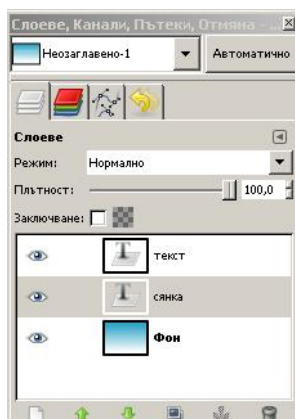 Слоеве, Канали, Пътеки, Отмяна - ...
Неозаглавено-1
Автоматично
Слоеве
Режим: Нормално
Плътност: 100,0
Заключване:
текст
сянка
Фон